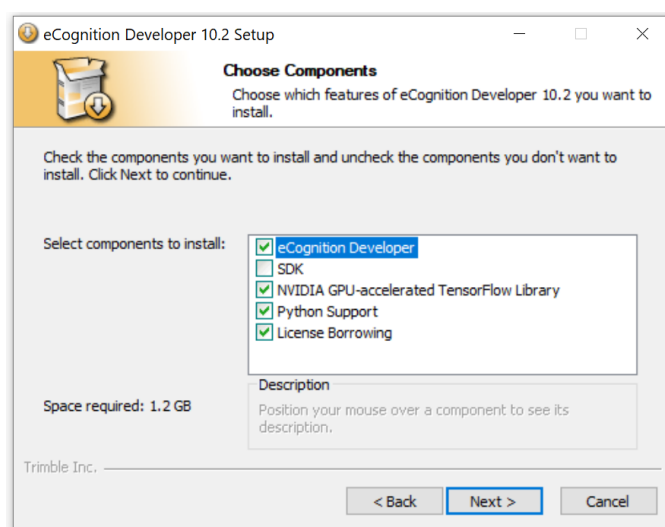 eCognition Developer 10.2 Setup
Choose Components
Choose which features of eCognition Developer 10.2 you want to
install.
Check the components you want to install and uncheck the components you don't want to
install. Click Next to continue.
Select components to install:
eCognition Developer
SDK
NVIDIA GPU-accelerated TensorFlow Library
Python Support
License Borrowing
Space required: 1.2 GB
Description
Position your mouse over a component to see its
description.
Trimble Inc.
< Back
Next >
Cancel